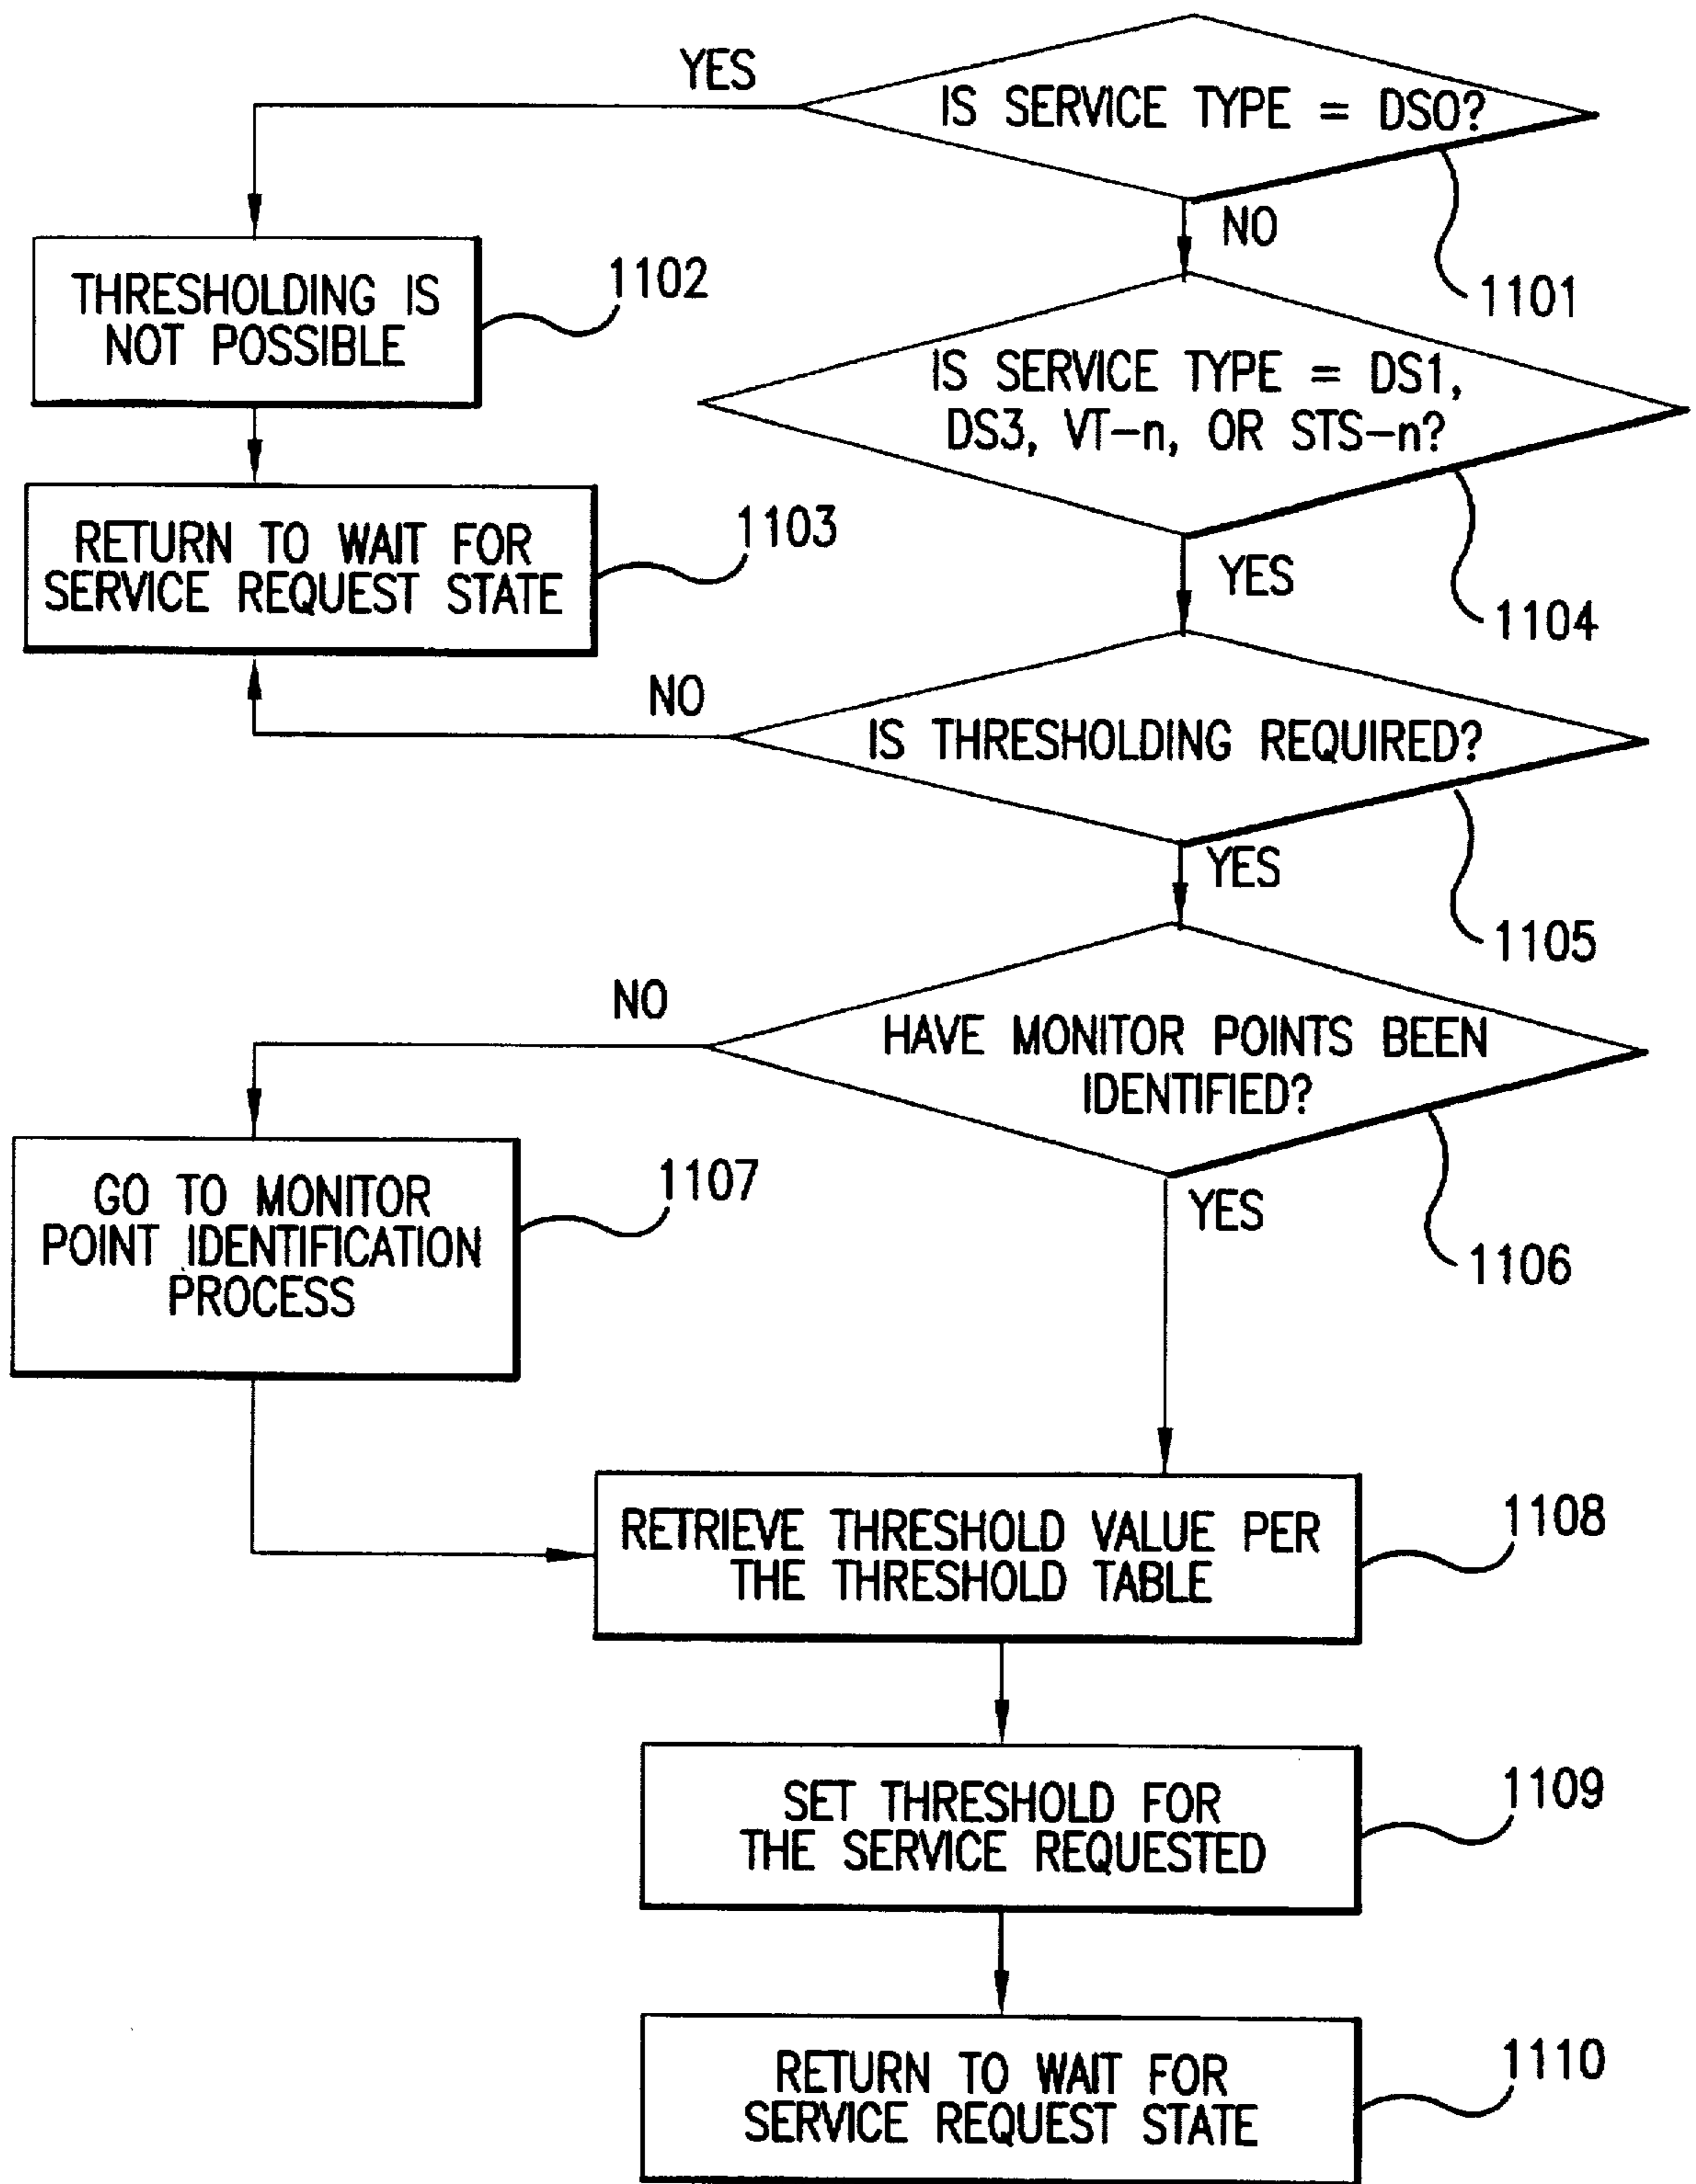 YES
IS SERVICE TYPE = DS0?
1101
NO
THRESHOLDING IS
NOT POSSIBLE
1102
IS SERVICE TYPE = DS1,
DS3, VT-n, OR STS-n?
1104
YES
RETURN TO WAIT FOR
SERVICE REQUEST STATE
1103
NO
IS THRESHOLDING REQUIRED?
1105
YES
NO
HAVE MONITOR POINTS BEEN
IDENTIFIED?
1106
YES
GO TO MONITOR
POINT IDENTIFICATION
PROCESS
1107
RETRIEVE THRESHOLD VALUE PER
THE THRESHOLD TABLE
1108
SET THRESHOLD FOR
THE SERVICE REQUESTED
1109
RETURN TO WAIT FOR
SERVICE REQUEST STATE
1110